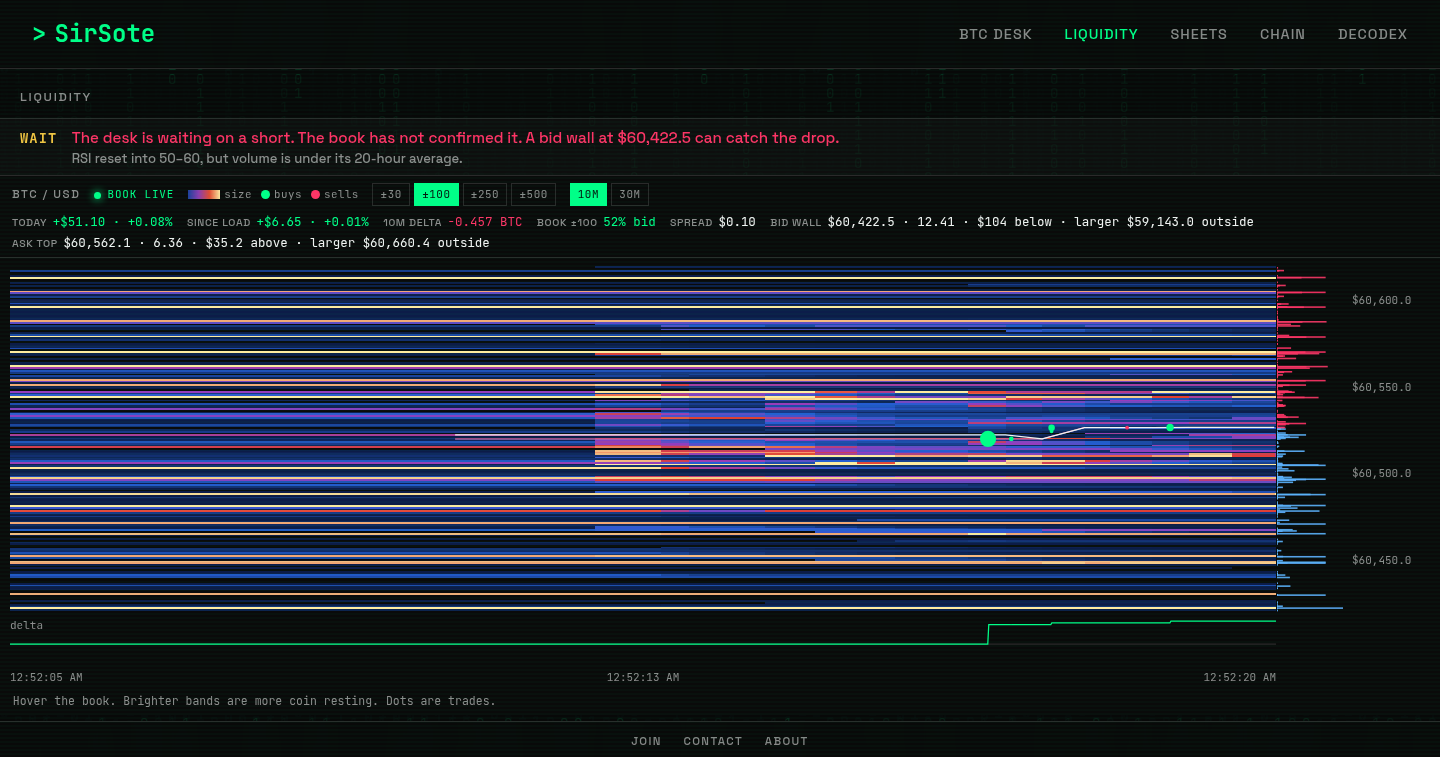 > SirSote
BTC DESK LIQUIDITY SHEETS CHAIN DECODEX
LIQUIDITY
WAIT The desk is waiting on a short. The book has not confirmed it. A bid wall at $60,422.5 can catch the drop.
RSI reset into 50–60, but volume is under its 20-hour average.
BTC / USD BOOK LIVE size buys sells ±30 ±100 ±250 ±500 10M 30M
TODAY +$51.10 · +0.08% SINCE LOAD +$6.65 · +0.01% 10M DELTA -0.457 BTC BOOK ±100 52% bid SPREAD $0.10 BID WALL $60,422.5 · 12.41 · $104 below · larger $59,143.0 outside
ASK TOP $60,562.1 · 6.36 · $35.2 above · larger $60,660.4 outside
$60,600.0
$60,550.0
$60,500.0
$60,450.0
delta
12:52:05 AM 12:52:13 AM 12:52:20 AM
Hover the book. Brighter bands are more coin resting. Dots are trades.
JOIN CONTACT ABOUT